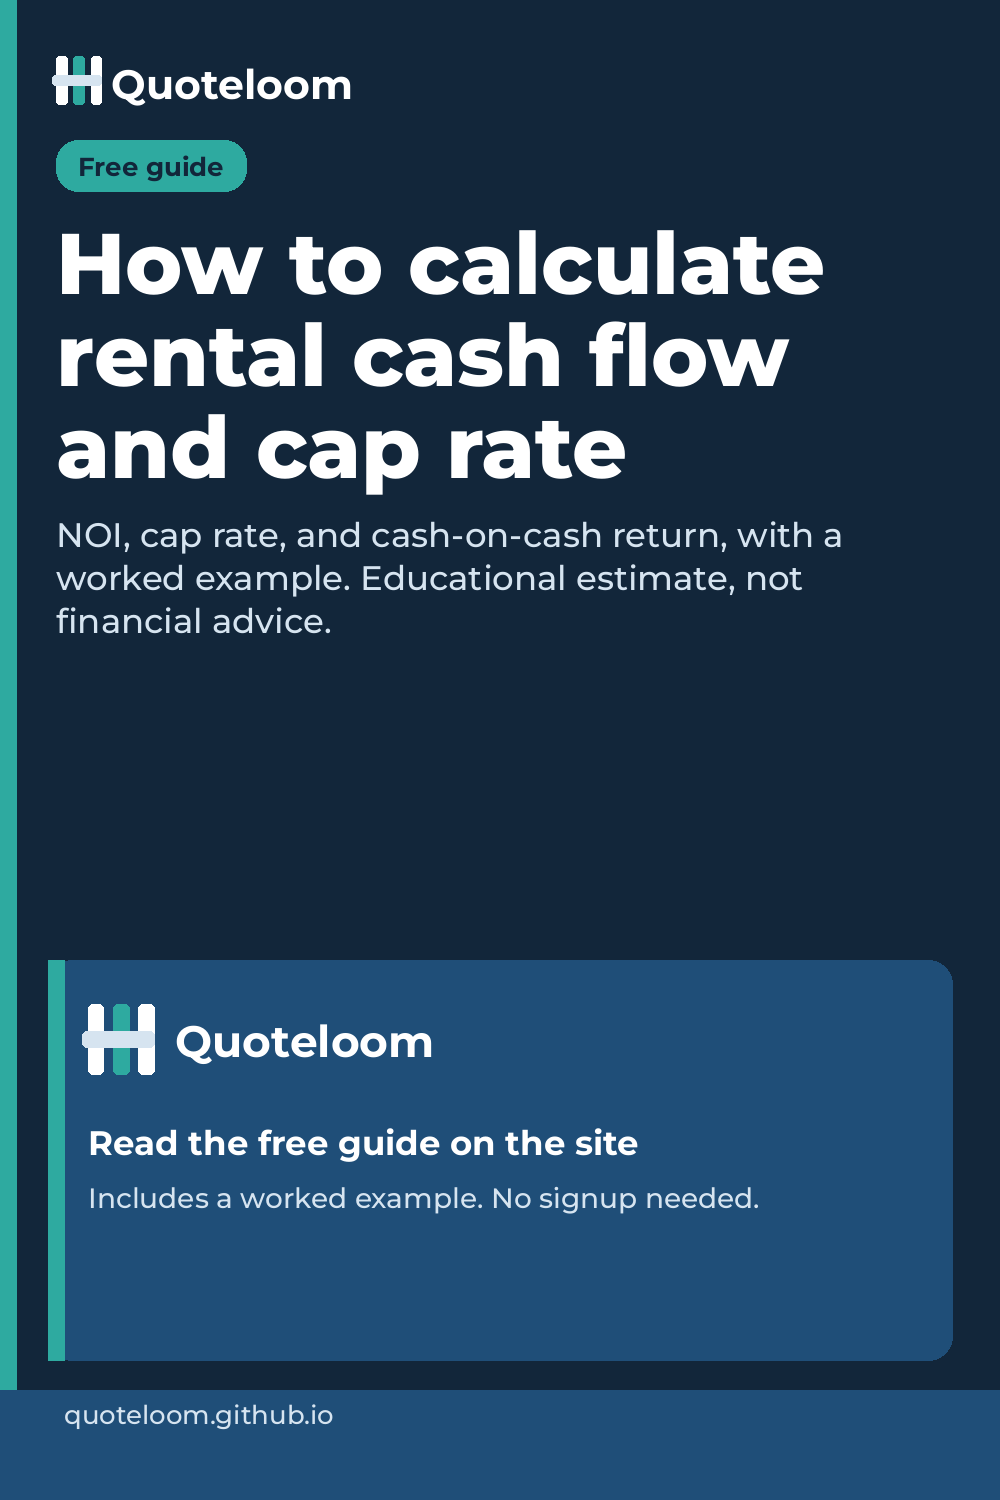 Quoteloom
Free guide
How to calculate
rental cash flow
and cap rate
NOI, cap rate, and cash-on-cash return, with a
worked example. Educational estimate, not
financial advice.
Quoteloom
Read the free guide on the site
Includes a worked example. No signup needed.
quoteloom.github.io